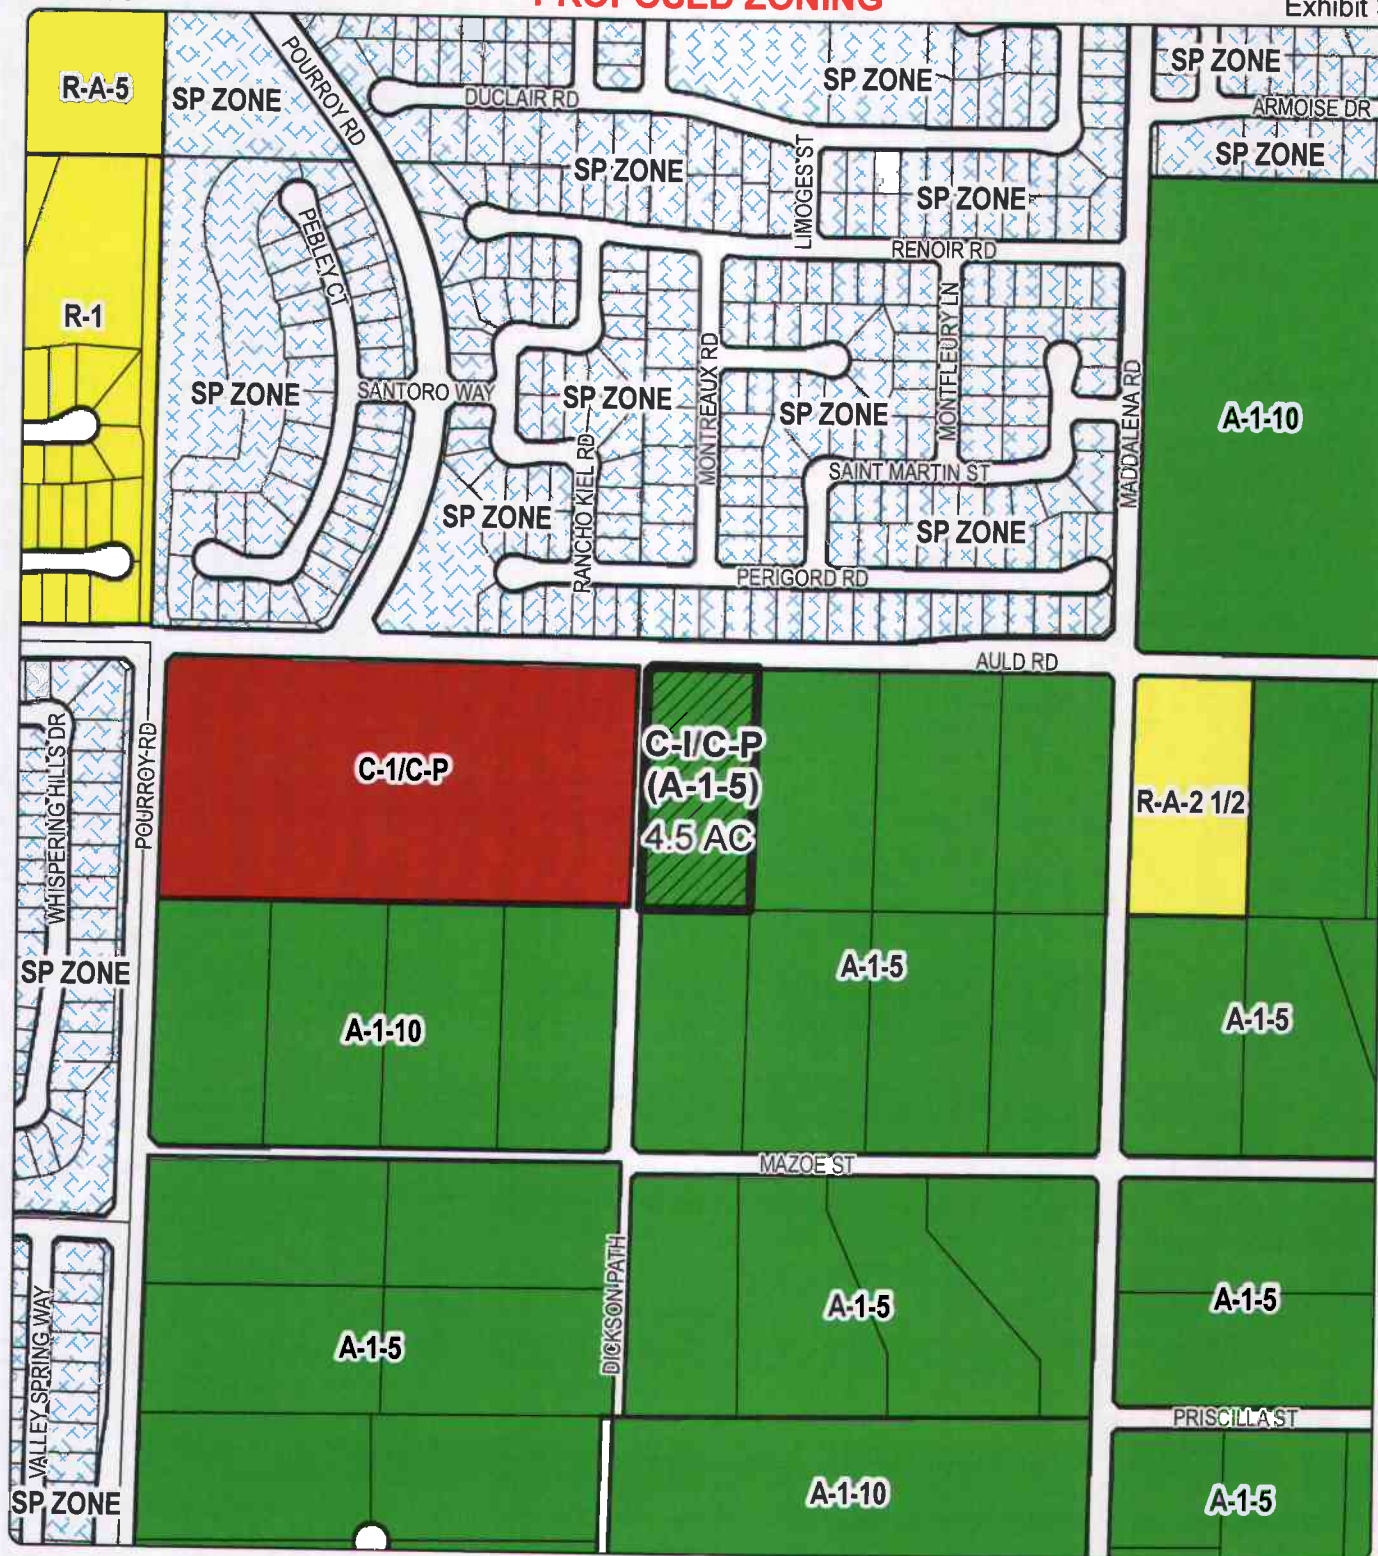 PROPOSED ZONING
Exhibit
R-A-5
SP ZONE
POURROY RD
DUCLAIR RD
SP ZONE
SP ZONE
ARMOISE DR
SP ZONE
SP ZONE
LIMOGES ST
SP ZONE
RENOIR RD
PEBLEY CT
R-1
SP ZONE
SANTORO WAY
SP ZONE
MONTREAUX RD
SP ZONE
MONTFLEURY LN
MADDALENA RD
A-1-10
SAINT MARTIN ST
SP ZONE
RANCHO KIEL RD
SP ZONE
PERIGORD RD
AULD RD
WHISPERING HILLS DR
POURROY RD
C-1/C-P
C-I/C-P
(A-1-5)
4.5 AC
R-A-2 1/2
SP ZONE
A-1-10
A-1-5
A-1-5
MAZOE ST
VALLEY SPRING WAY
DICKSON PATH
A-1-5
A-1-5
A-1-5
PRISCILLA ST
SP ZONE
A-1-10
A-1-5